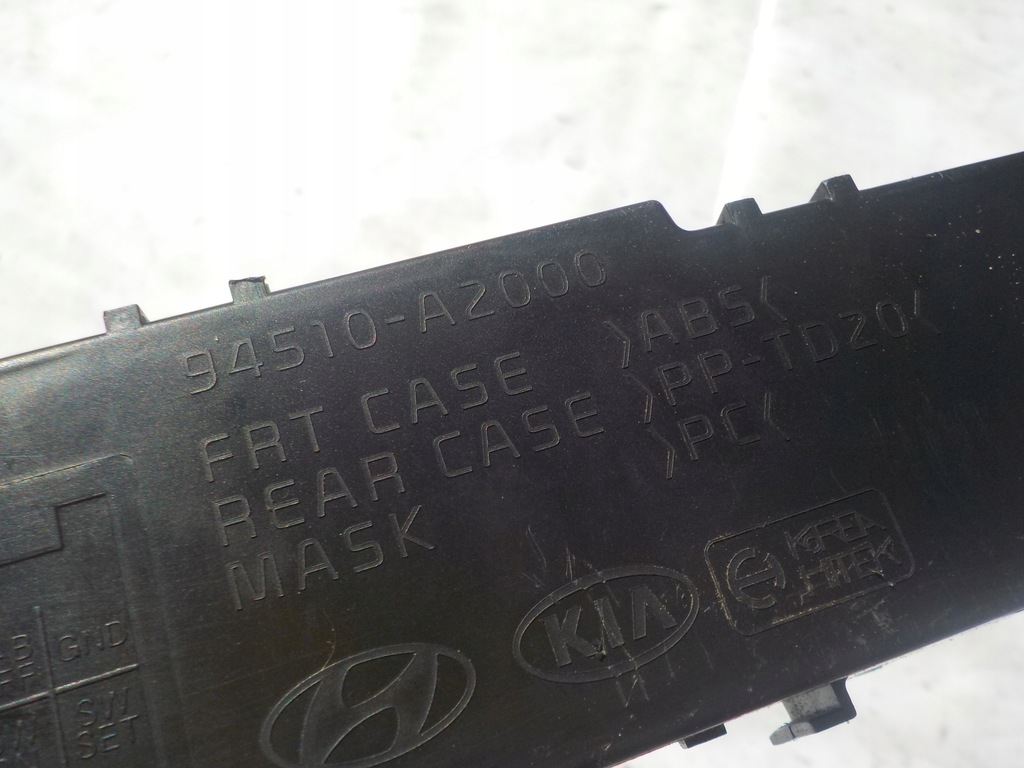 94510-A2000
FRT CASE >ABS<
REAR CASE >PP-TD20<
MASK >PC<
KIA
KOREA
HITEK
GND
SW
SET